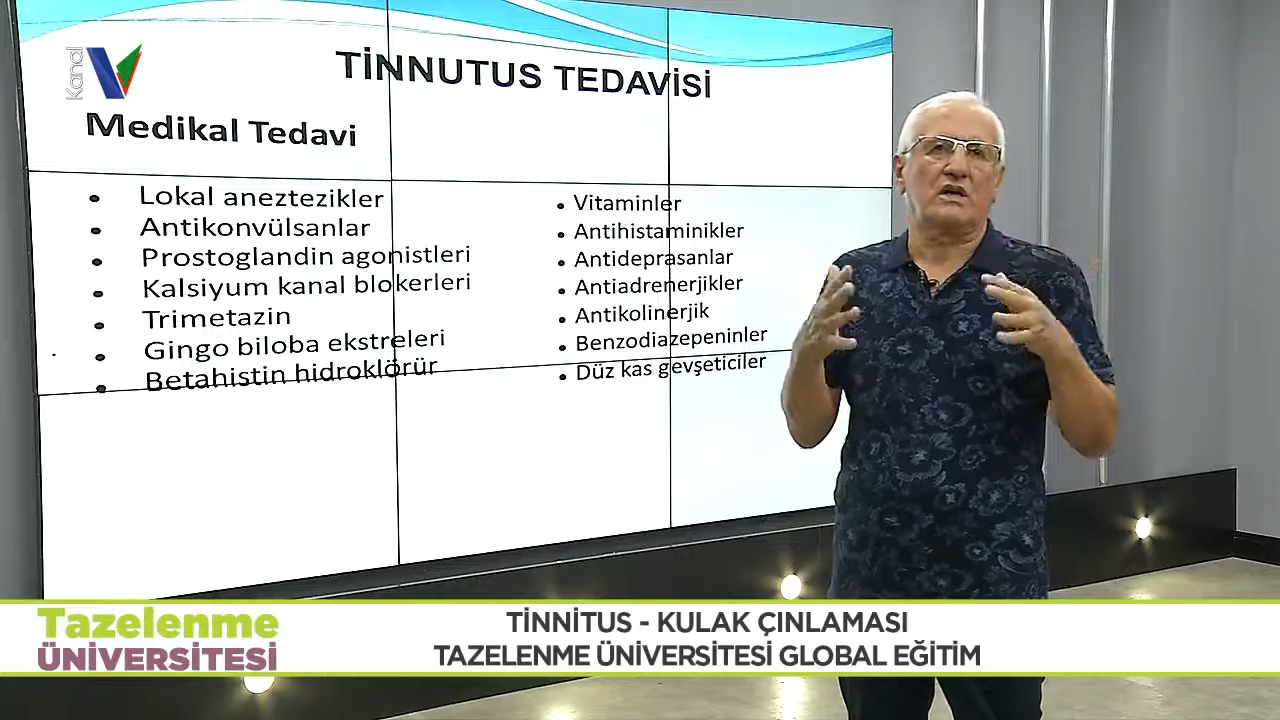 Kanal V
TİNNUTUS TEDAVİSİ
Medikal Tedavi
• Lokal aneztezikler
• Antikonvülsanlar
• Prostoglandin agonistleri
• Kalsiyum kanal blokerleri
• Trimetazin
• Gingo biloba ekstreleri
• Betahistin hidroklörür
• Vitaminler
• Antihistaminikler
• Antideprasanlar
• Antiadrenerjikler
• Antikolinerjik
• Benzodiazepeninler
• Düz kas gevşeticiler
Tazelenme
ÜNİVERSİTESİ
TİNNİTUS - KULAK ÇINLAMASI
TAZELENME ÜNİVERSİTESİ GLOBAL EĞİTİM